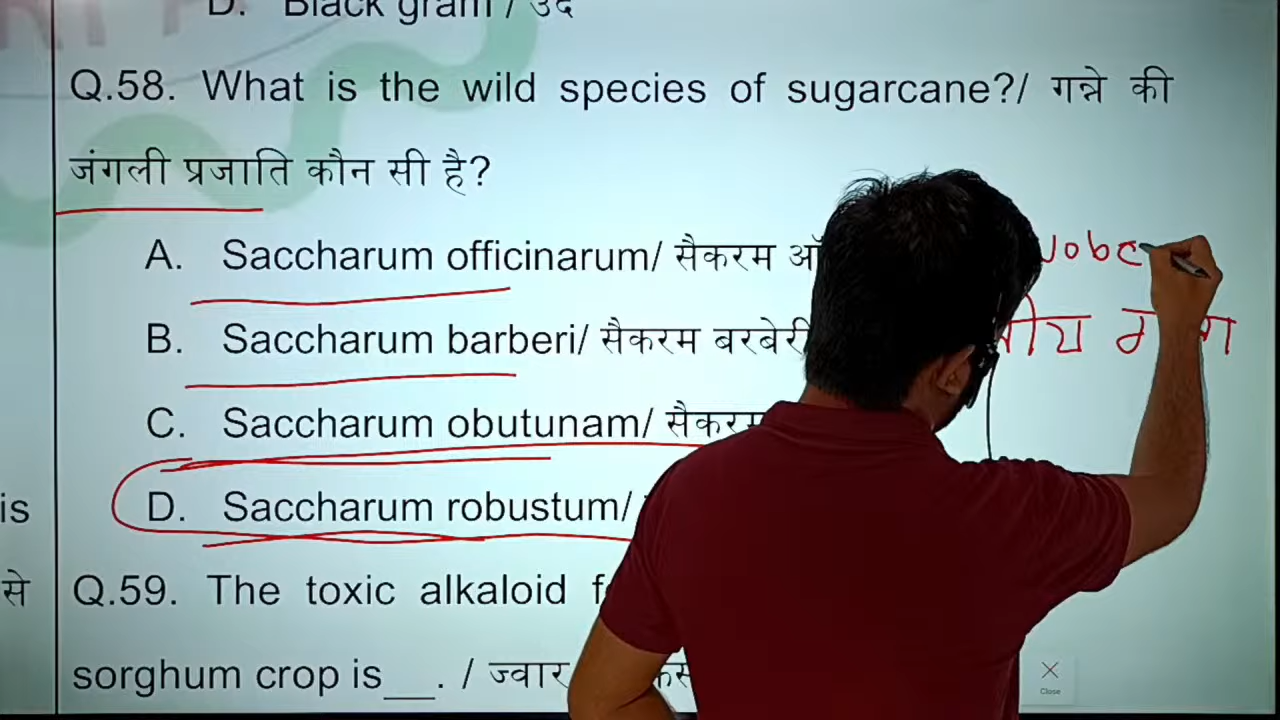 D. Black gram / उद
Q.58. What is the wild species of sugarcane?/ गन्ने की
जंगली प्रजाति कौन सी है?
A. Saccharum officinarum/ सैकरम ऑ
B. Saccharum barberi/ सैकरम बरबेरी
C. Saccharum obutunam/ सैकरम
D. Saccharum robustum/
is
से
Q.59. The toxic alkaloid
sorghum crop is__. / ज्वार
Close